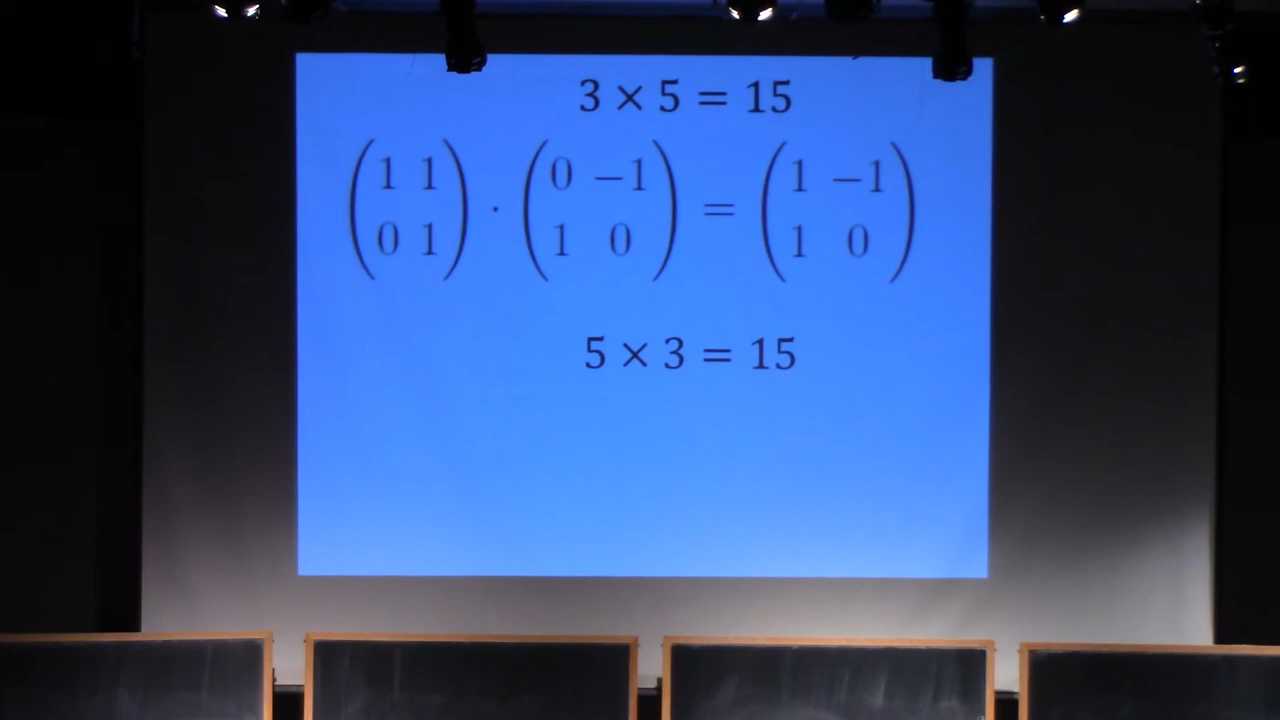 3 × 5 = 15
(1 1) · (0 −1) = (1 −1)
(0 1) (1 0) (1 0)
5 × 3 = 15